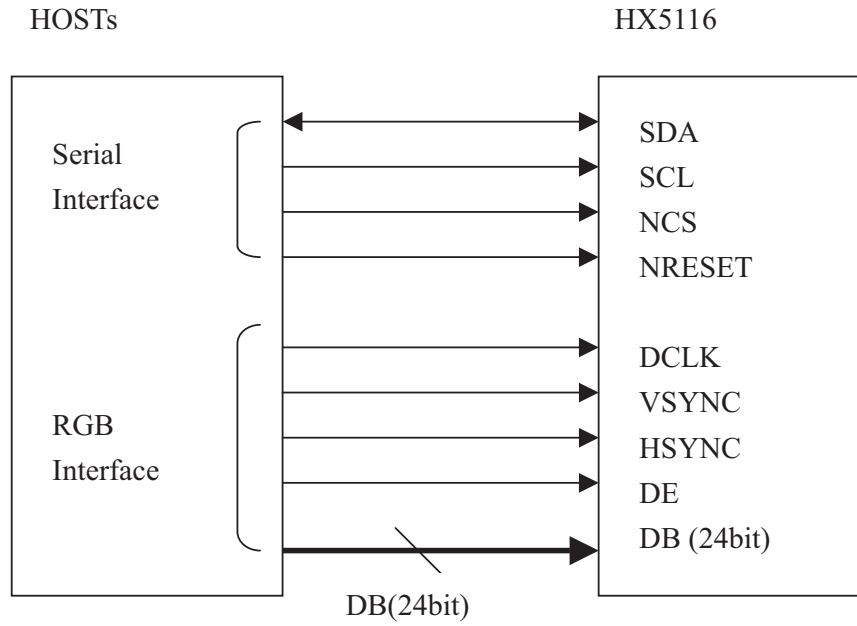 HOSTs
HX5116
Serial
Interface
SDA
SCL
NCS
NRESET
RGB
Interface
DCLK
VSYNC
HSYNC
DE
DB (24bit)
DB(24bit)